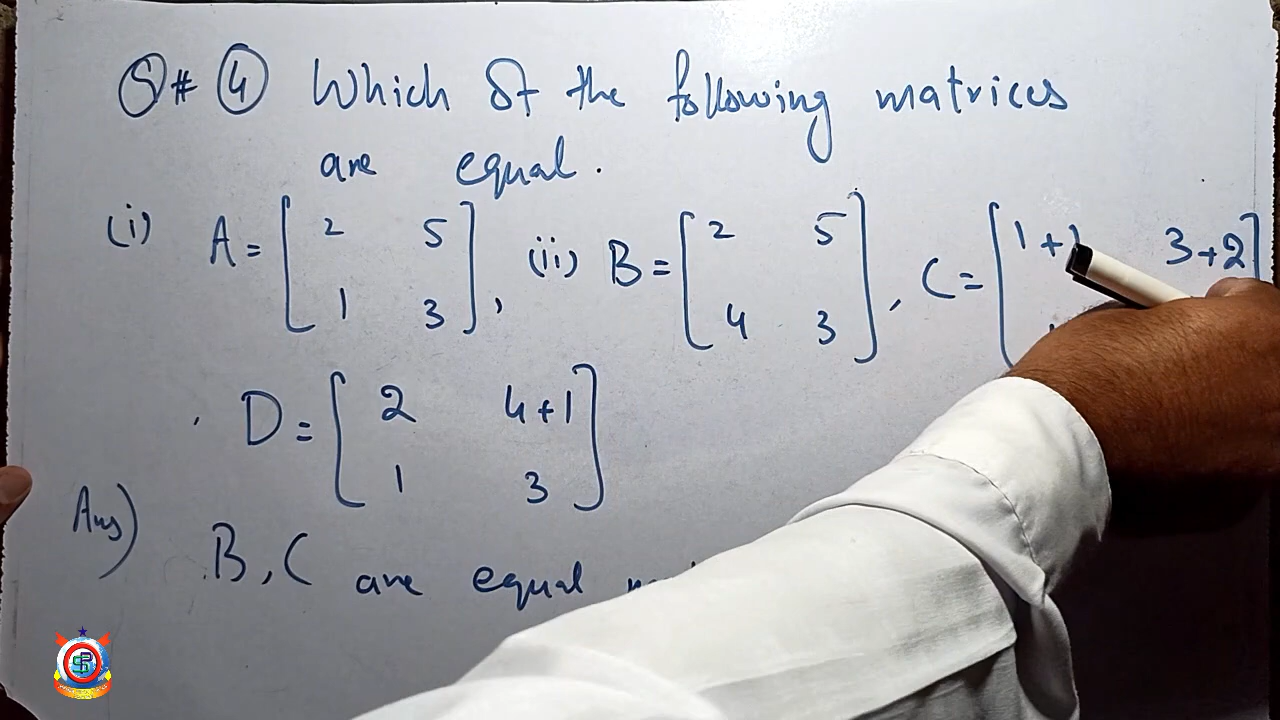 Q # 4 Which of the following matrices
are equal.
(i) A = [ 2 5 , (ii) B = [ 2 5 , C = [ 1+ 3+2 ]
1 3 ] 4 3 ]
D = [ 2 4+1
1 3 ]
Ans) B, C are equal